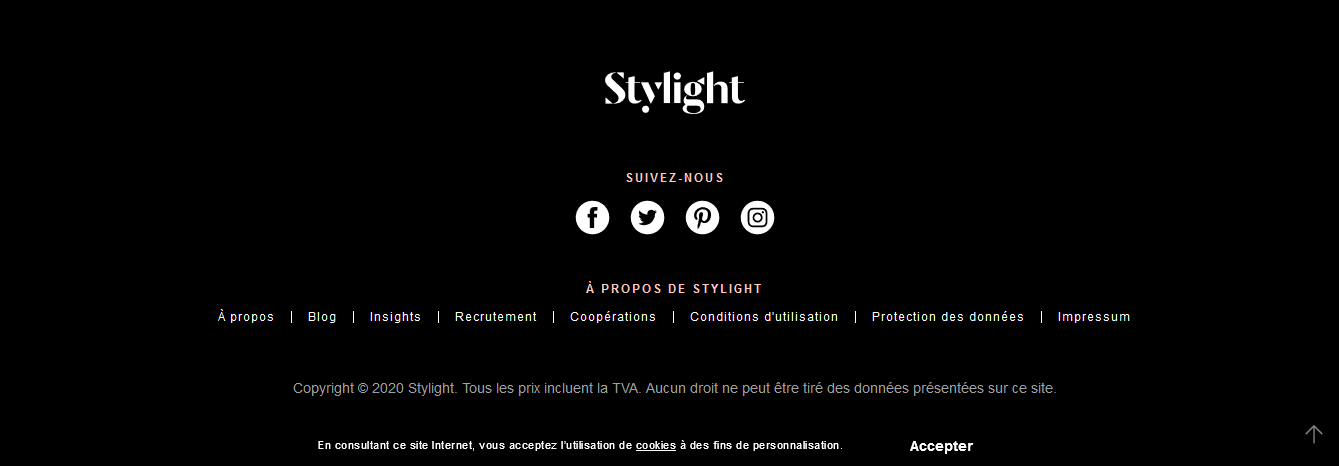 Stylight
SUIVEZ-NOUS
À PROPOS DE STYLIGHT
À propos | Blog | Insights | Recrutement | Coopérations | Conditions d'utilisation | Protection des données | Impressum
Copyright © 2020 Stylight. Tous les prix incluent la TVA. Aucun droit ne peut être tiré des données présentées sur ce site.
En consultant ce site Internet, vous acceptez l'utilisation de cookies à des fins de personnalisation. Accepter